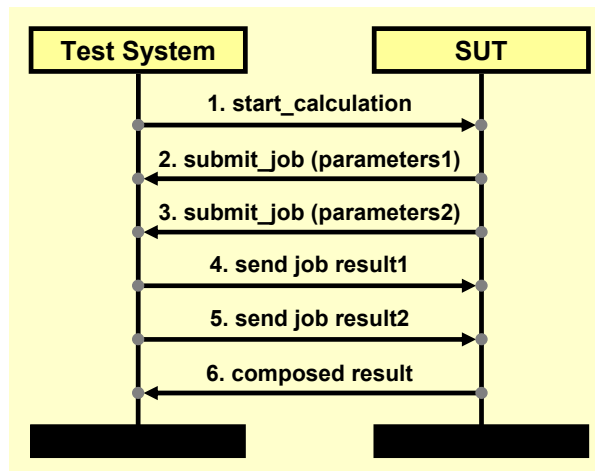 Test System
SUT
1. start_calculation
2. submit_job (parameters1)
3. submit_job (parameters2)
4. send job result1
5. send job result2
6. composed result